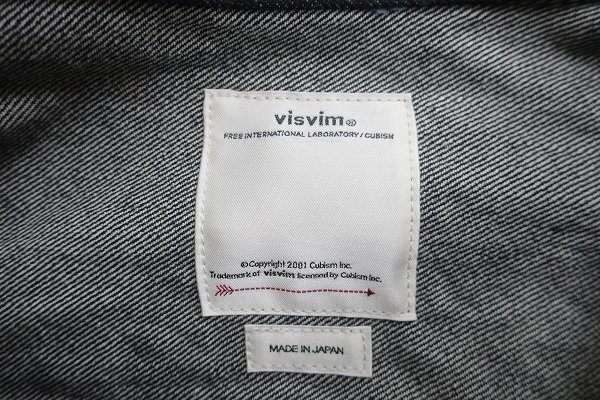 visvim®
FREE INTERNATIONAL LABORATORY / CUBISM
© Copyright 2001 Cubism Inc.
Trademark of visvim licensed by Cubism Inc.
MADE IN JAPAN